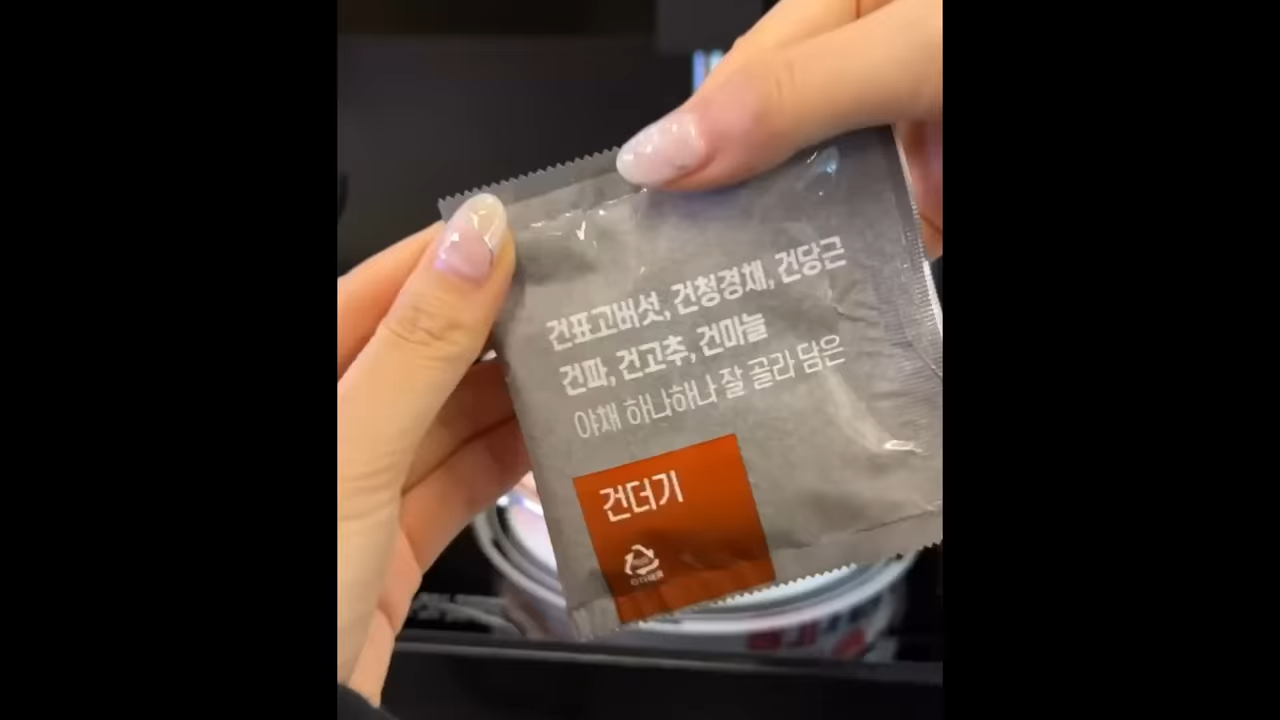 건표고버섯, 건청경채, 건당근
건파, 건고추, 건마늘
야채 하나하나 잘 골라 담은
건더기